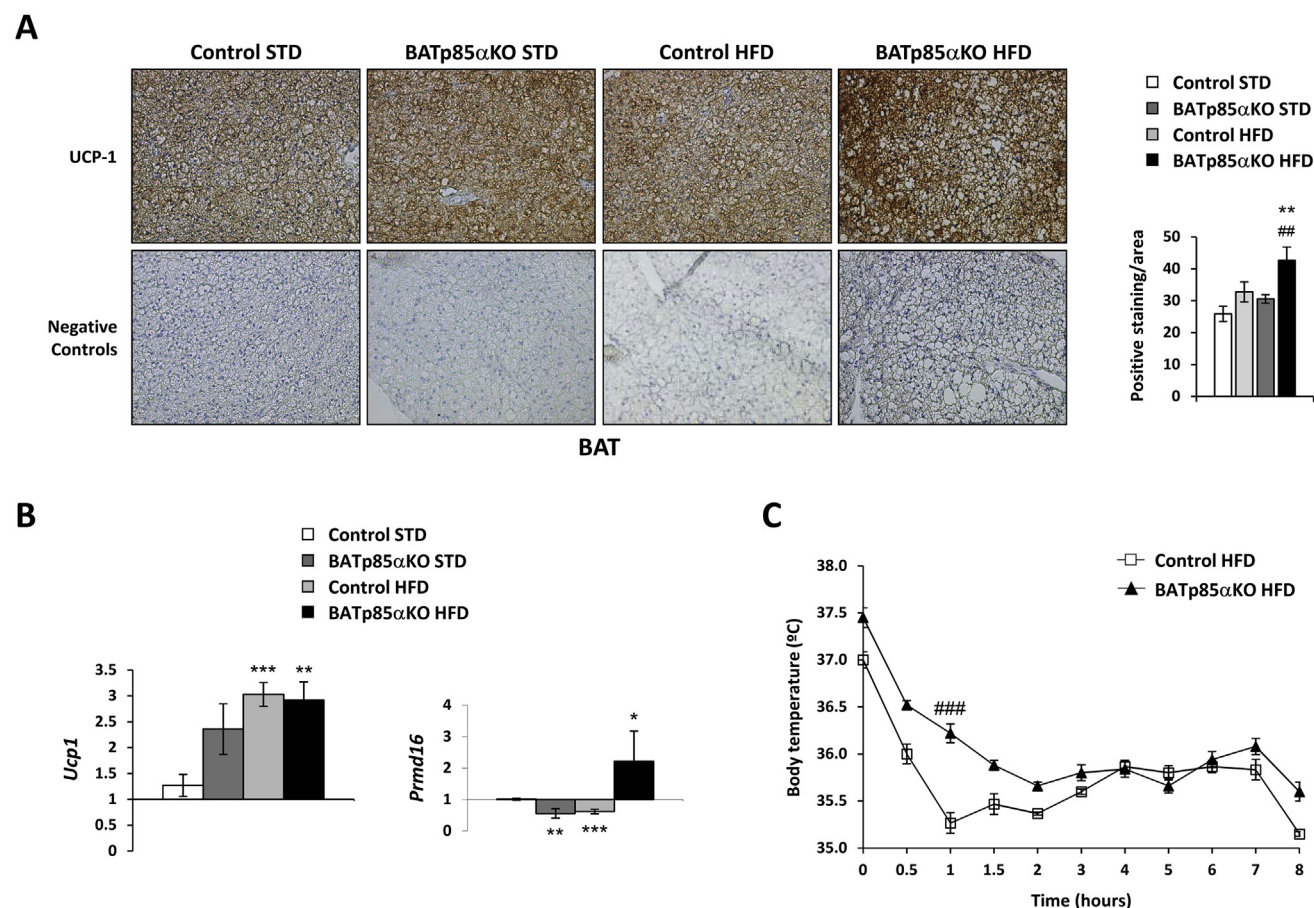 A
Control STD
BATp85αKO STD
Control HFD
BATp85αKO HFD
UCP-1
Negative
Controls
BAT
Control STD
BATp85αKO STD
Control HFD
BATp85αKO HFD
**
##
Positive staining/area
50
40
30
20
10
0
B
Control STD
BATp85αKO STD
Control HFD
BATp85αKO HFD
Ucp1
3.5
3
2.5
2
1.5
1
0.5
0
***
**
Prmd16
4
3
2
1
0
**
***
*
C
Control HFD
BATp85αKO HFD
Body temperature (ºC)
38.0
37.5
37.0
36.5
36.0
35.5
35.0
###
0
0.5
1
1.5
2
3
4
5
6
7
8
Time (hours)